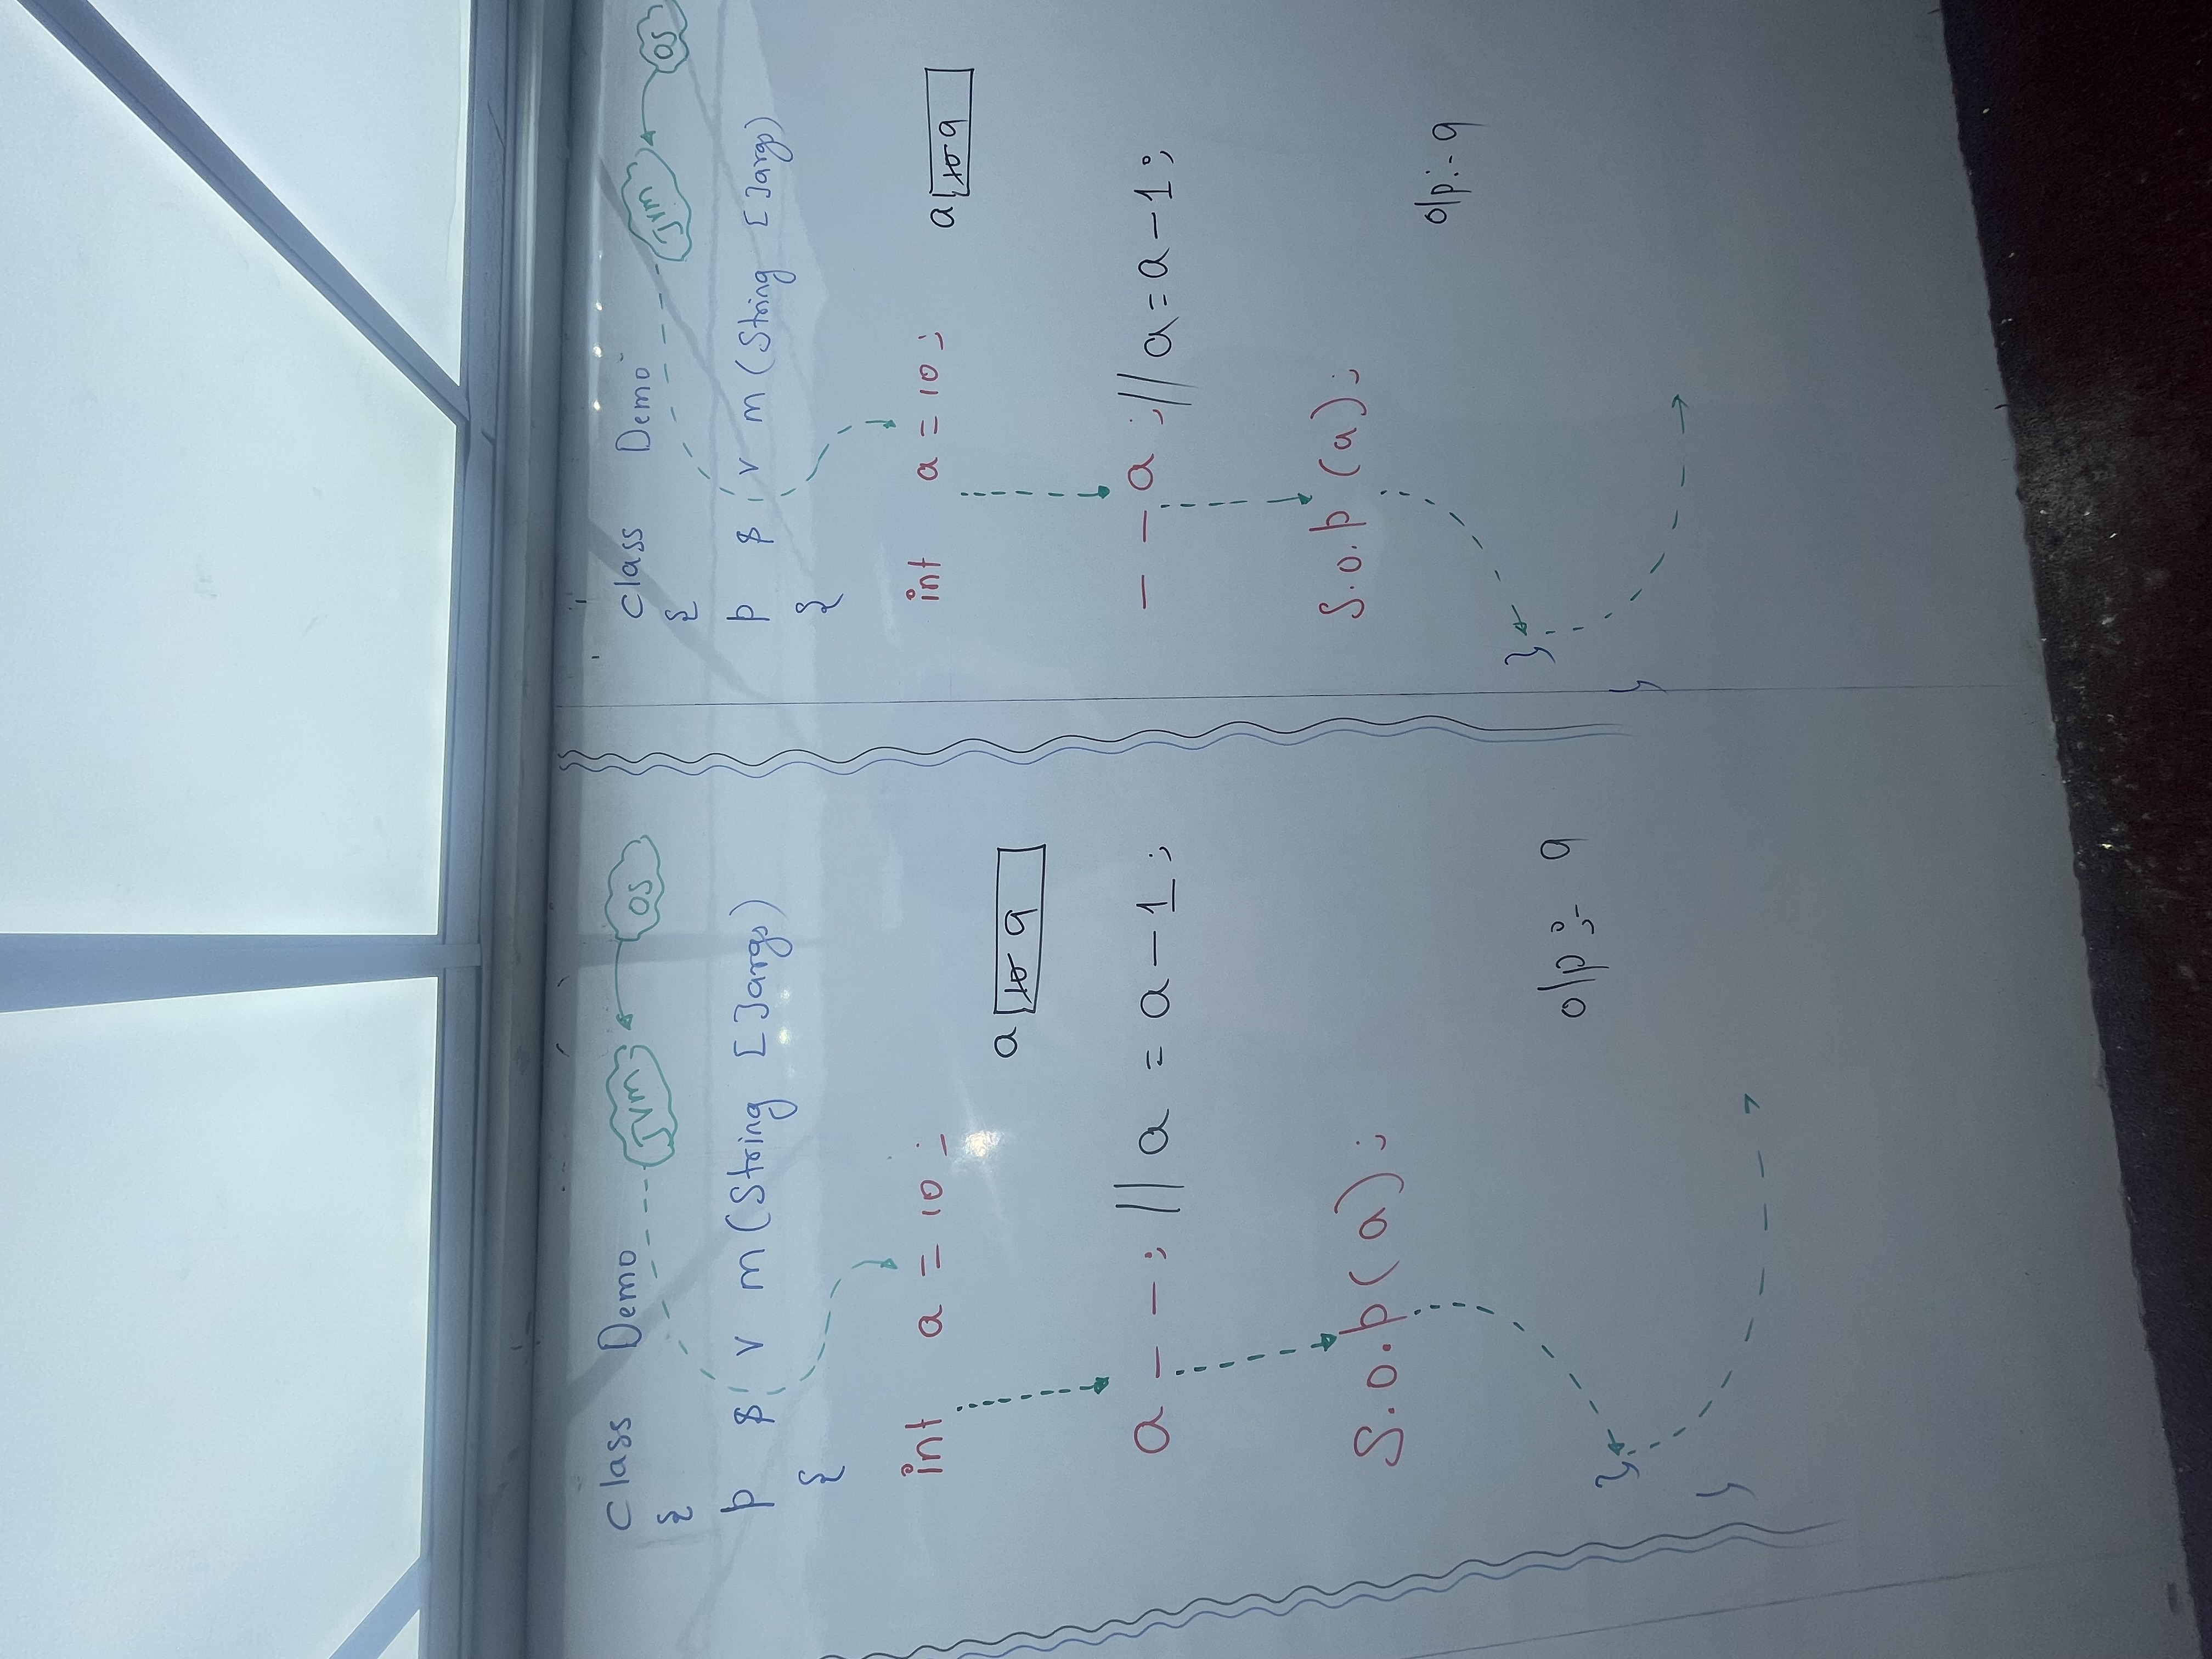 class Demo JVM OS
{
p s v m (String []args)
{
int a = 10;
a 10 9
a--; // a = a-1;
S.o.p(a);
o/p:- 9
}
}
class Demo JVM OS
{
p s v m (String []args)
{
int a = 10;
a 10 9
--a; // a=a-1;
S.o.p (a);
o/p:- 9
}
}